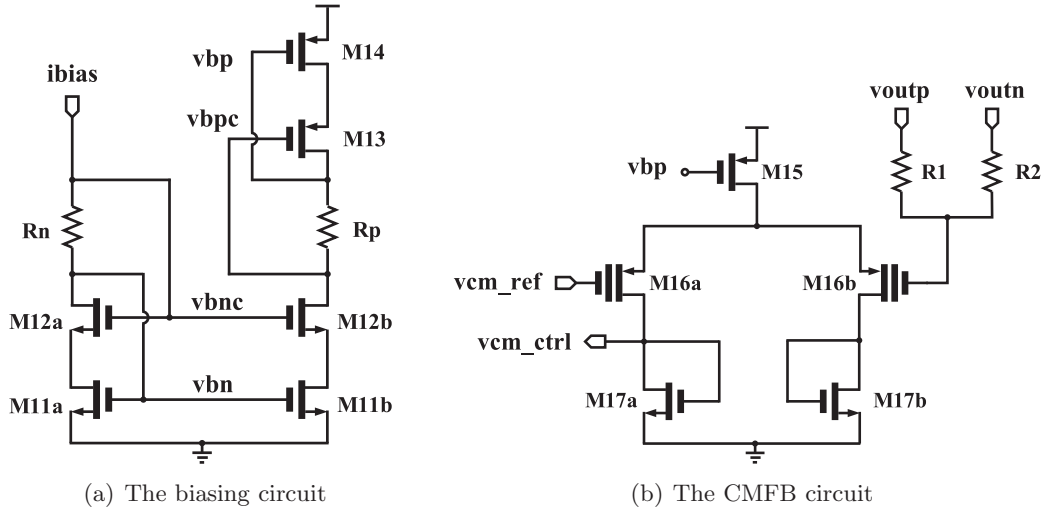 vbp
M14
ibias
vbpc
M13
Rn
Rp
M12a
vbnc
M12b
M11a
vbn
M11b
(a) The biasing circuit
voutp
voutn
vbp
M15
R1
R2
vcm_ref
M16a
M16b
vcm_ctrl
M17a
M17b
(b) The CMFB circuit